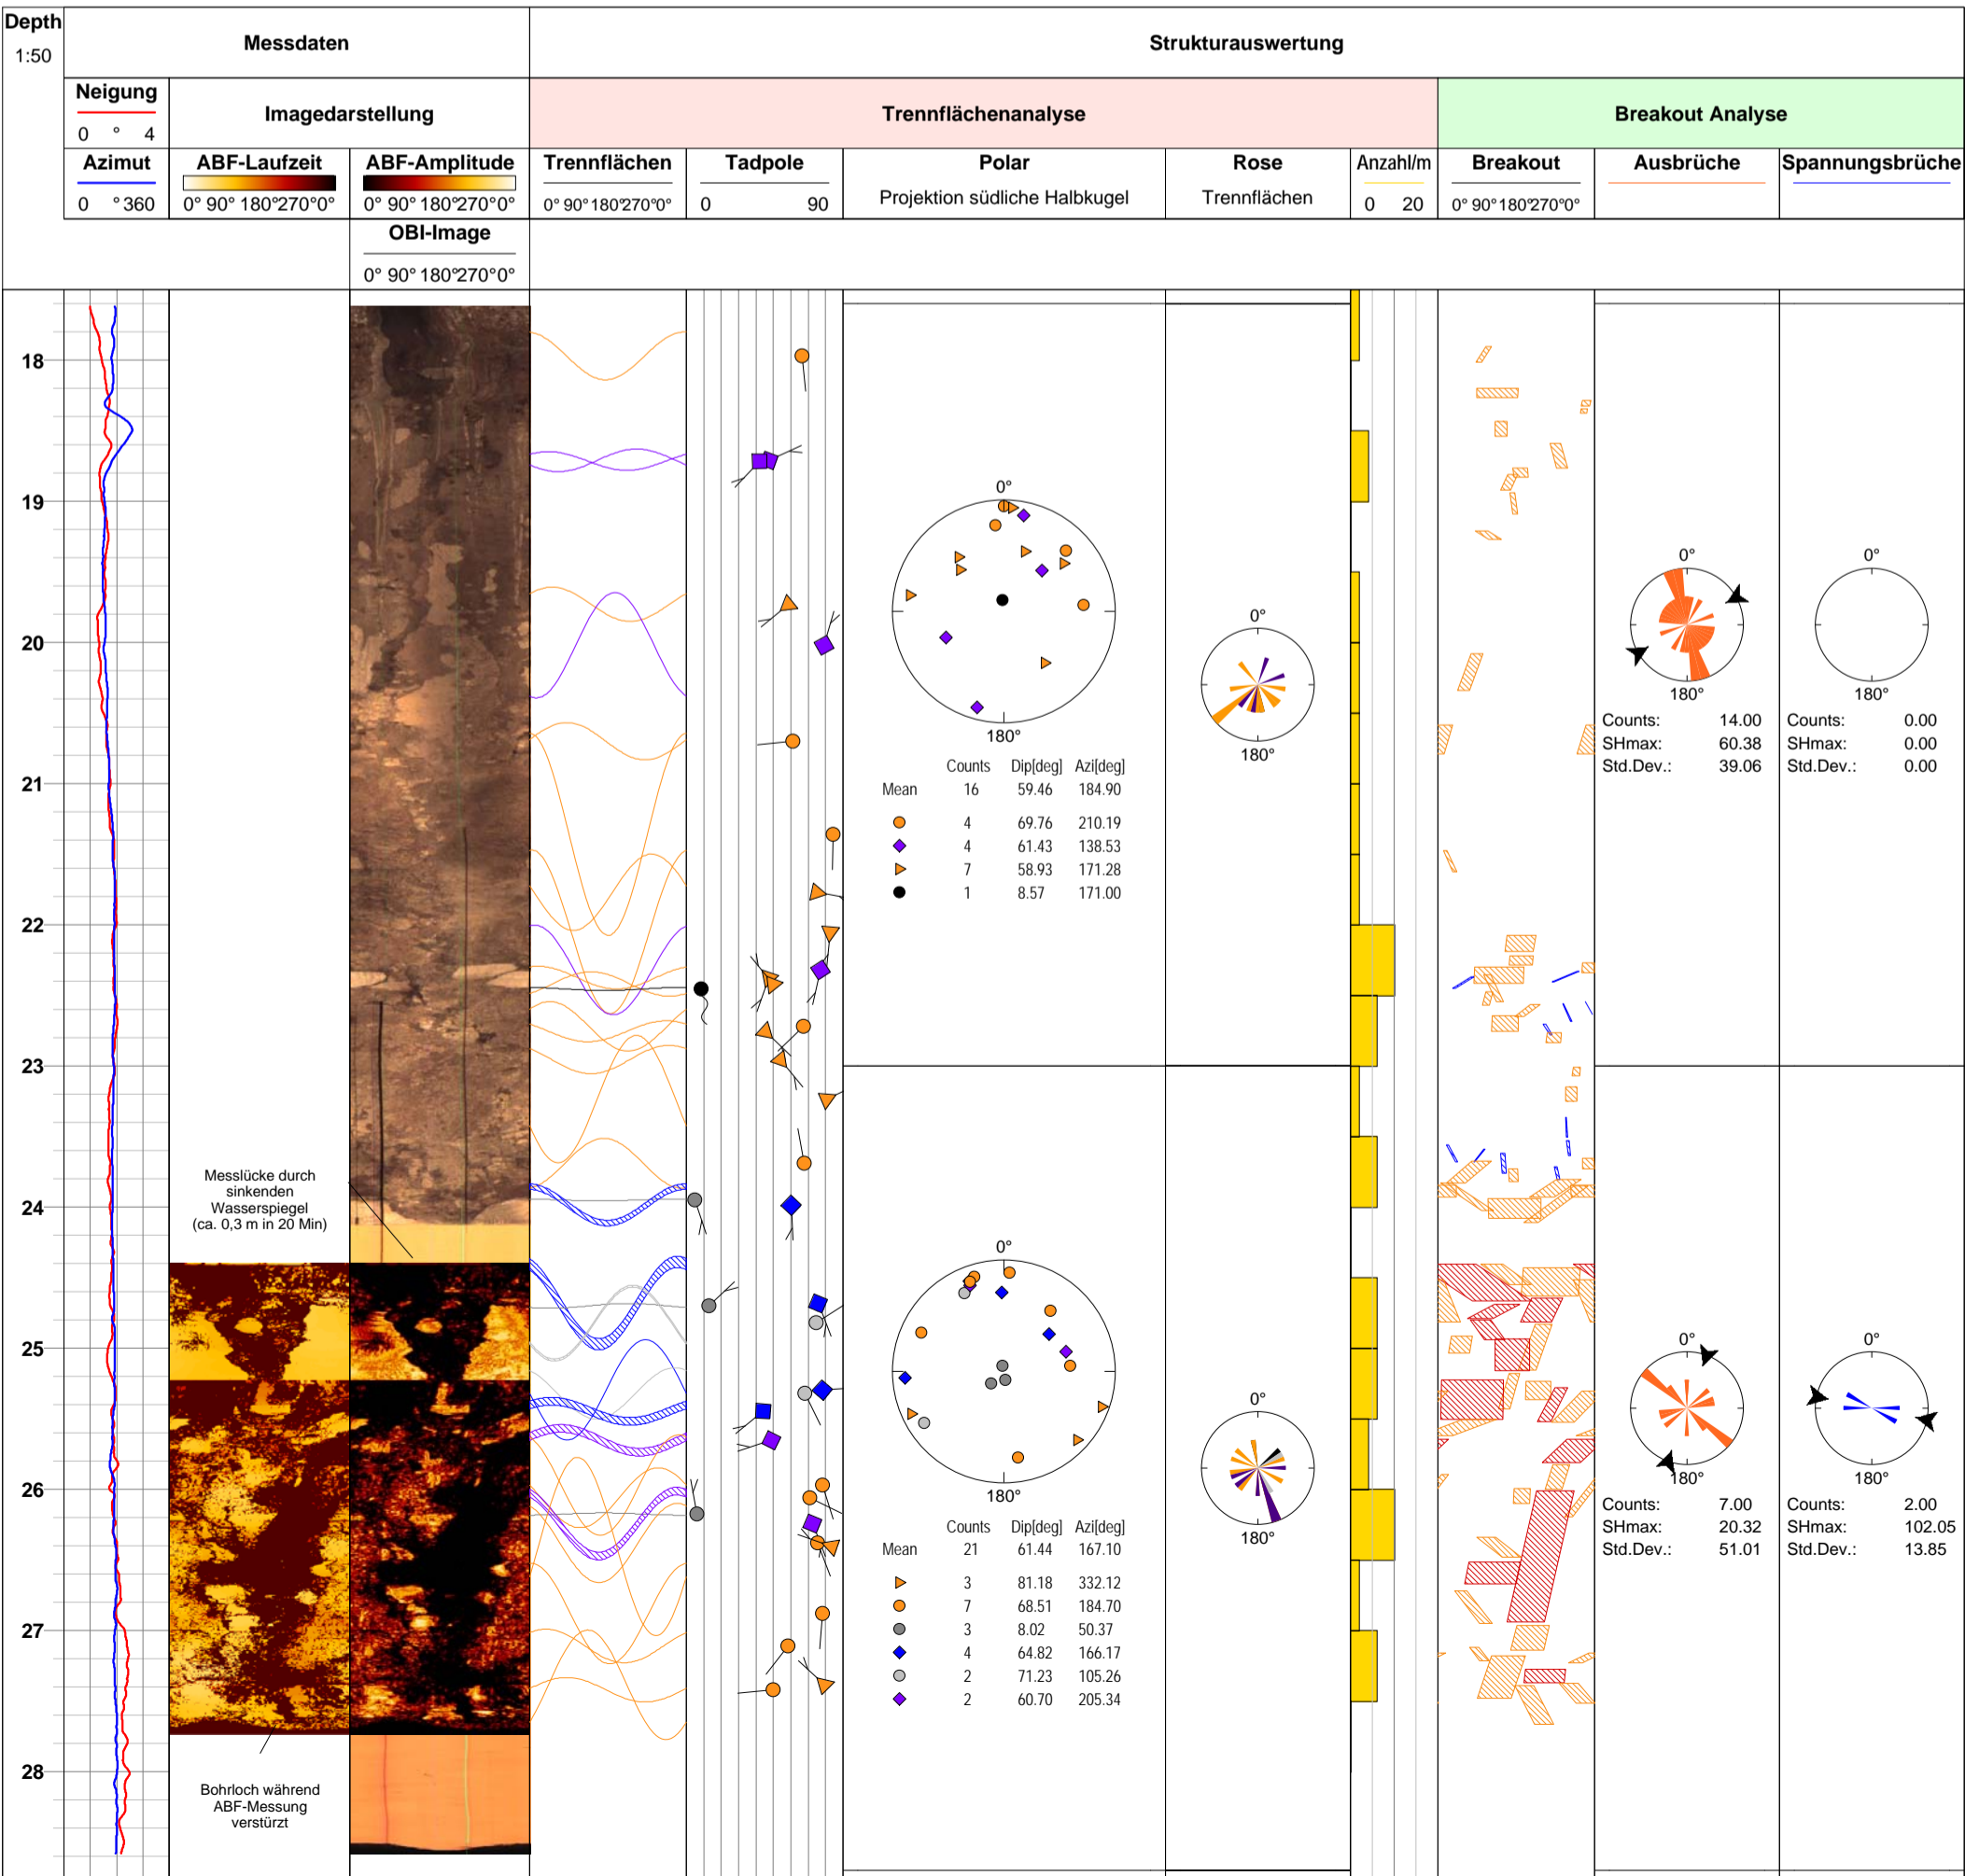 Depth
1:50
Messdaten
Strukturauswertung
Neigung
0 ° 4
Imagedarstellung
Trennflächenanalyse
Breakout Analyse
Azimut
0 ° 360
ABF-Laufzeit
0° 90° 180°270°0°
ABF-Amplitude
0° 90° 180°270°0°
Trennflächen
0° 90°180°270°0°
Tadpole
0 90
Polar
Projektion südliche Halbkugel
Rose
Trennflächen
Anzahl/m
0 20
Breakout
0° 90°180°270°0°
Ausbrüche
Spannungsbrüche
OBI-Image
0° 90° 180°270°0°
18
19
20
21
22
23
24
25
26
27
28
Messlücke durch
sinkenden
Wasserspiegel
(ca. 0,3 m in 20 Min)
Bohrloch während
ABF-Messung
verstürzt
0°
180°
Counts Dip[deg] Azi[deg]
Mean 16 59.46 184.90
4 69.76 210.19
4 61.43 138.53
7 58.93 171.28
1 8.57 171.00
0°
180°
0°
180°
Counts: 14.00
SHmax: 60.38
Std.Dev.: 39.06
0°
180°
Counts: 0.00
SHmax: 0.00
Std.Dev.: 0.00
0°
180°
Counts Dip[deg] Azi[deg]
Mean 21 61.44 167.10
3 81.18 332.12
7 68.51 184.70
3 8.02 50.37
4 64.82 166.17
2 71.23 105.26
2 60.70 205.34
0°
180°
0°
180°
Counts: 7.00
SHmax: 20.32
Std.Dev.: 51.01
0°
180°
Counts: 2.00
SHmax: 102.05
Std.Dev.: 13.85